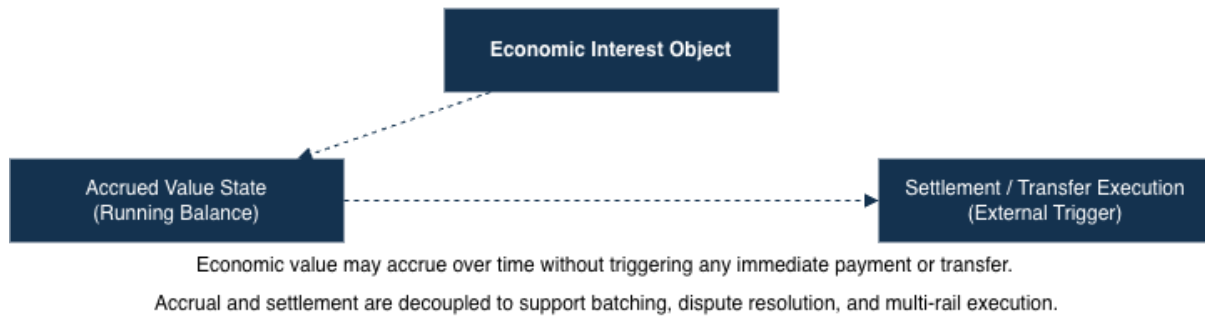 Economic Interest Object
Accrued Value State
(Running Balance)
Settlement / Transfer Execution
(External Trigger)
Economic value may accrue over time without triggering any immediate payment or transfer.
Accrual and settlement are decoupled to support batching, dispute resolution, and multi-rail execution.